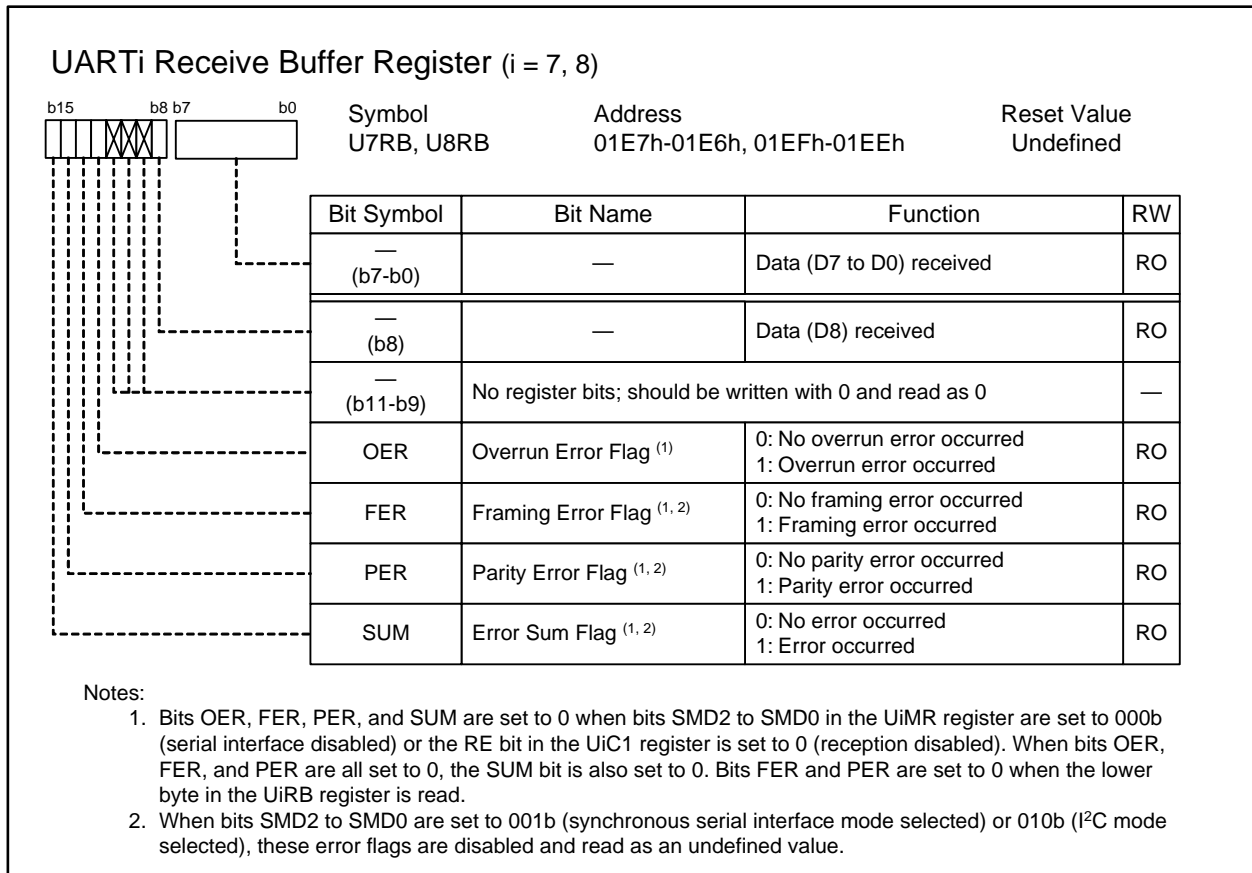 UARTi Receive Buffer Register (i = 7, 8)
b15 b8 b7 b0
Symbol Address Reset Value
U7RB, U8RB 01E7h-01E6h, 01EFh-01EEh Undefined
Bit Symbol Bit Name Function RW
— (b7-b0) — Data (D7 to D0) received RO
— (b8) — Data (D8) received RO
— (b11-b9) No register bits; should be written with 0 and read as 0 —
OER Overrun Error Flag (1) 0: No overrun error occurred RO
1: Overrun error occurred
FER Framing Error Flag (1, 2) 0: No framing error occurred RO
1: Framing error occurred
PER Parity Error Flag (1, 2) 0: No parity error occurred RO
1: Parity error occurred
SUM Error Sum Flag (1, 2) 0: No error occurred RO
1: Error occurred
Notes:
1. Bits OER, FER, PER, and SUM are set to 0 when bits SMD2 to SMD0 in the UiMR register are set to 000b
(serial interface disabled) or the RE bit in the UiC1 register is set to 0 (reception disabled). When bits OER,
FER, and PER are all set to 0, the SUM bit is also set to 0. Bits FER and PER are set to 0 when the lower
byte in the UiRB register is read.
2. When bits SMD2 to SMD0 are set to 001b (synchronous serial interface mode selected) or 010b (I²C mode
selected), these error flags are disabled and read as an undefined value.